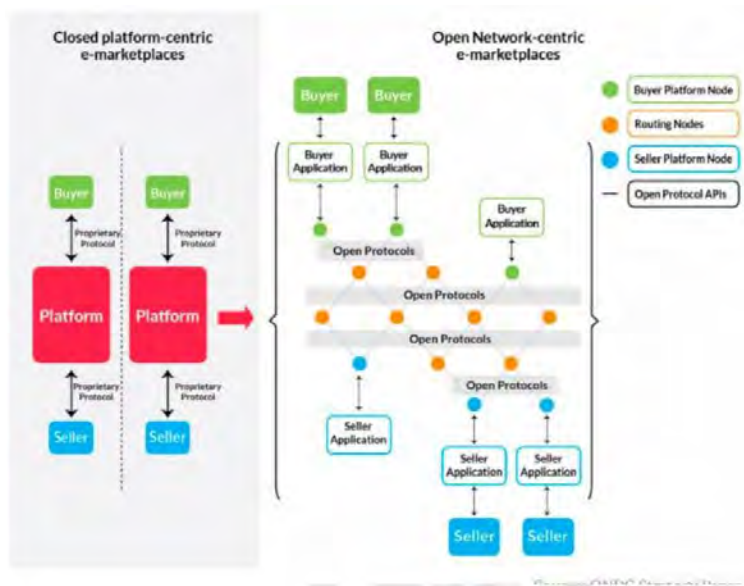 Closed platform-centric
e-marketplaces
Buyer
Buyer
Proprietary
Protocol
Proprietary
Protocol
Platform
Platform
Proprietary
Protocol
Proprietary
Protocol
Seller
Seller
Open Network-centric
e-marketplaces
Buyer
Buyer
Buyer
Application
Buyer
Application
Buyer
Application
Open Protocols
Open Protocols
Open Protocols
Open Protocols
Seller
Application
Seller
Application
Seller
Application
Seller
Seller
Buyer Platform Node
Routing Nodes
Seller Platform Node
Open Protocol APIs